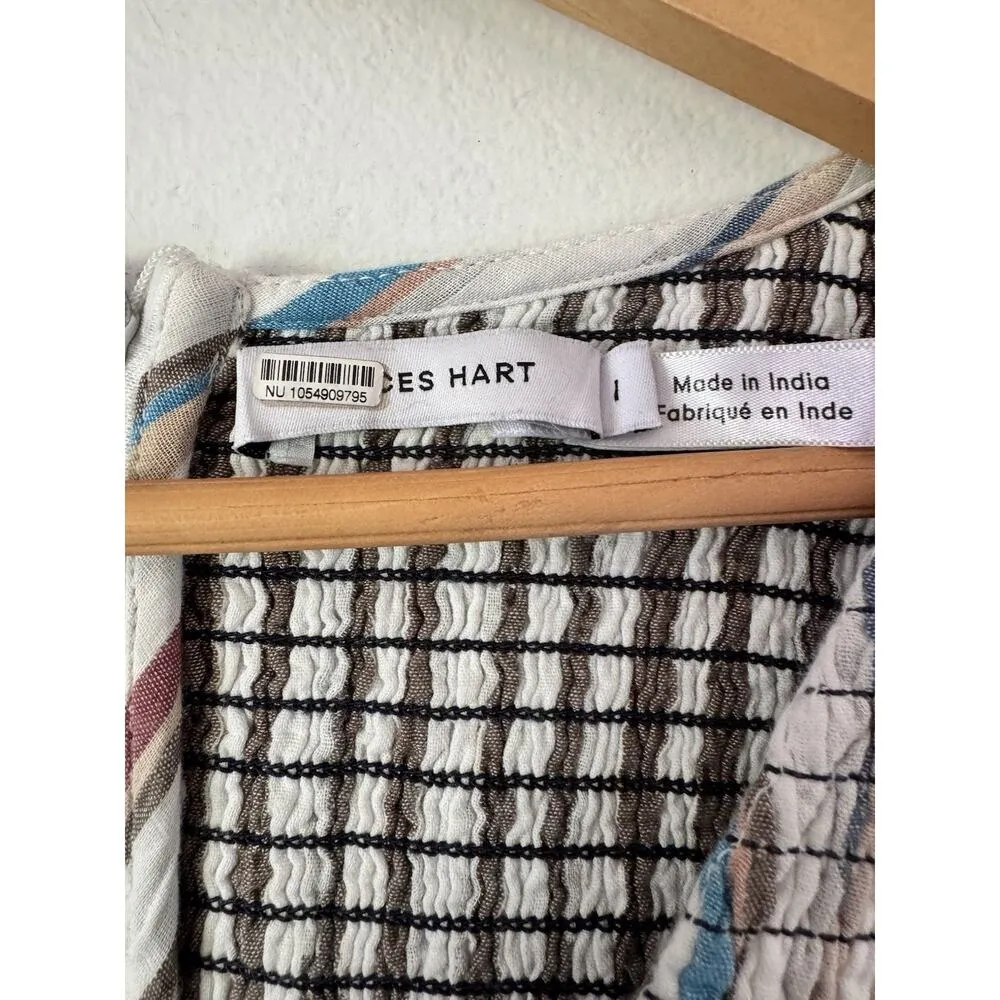 CES HART
NU 1054909795
Made in India
Fabriqué en Inde